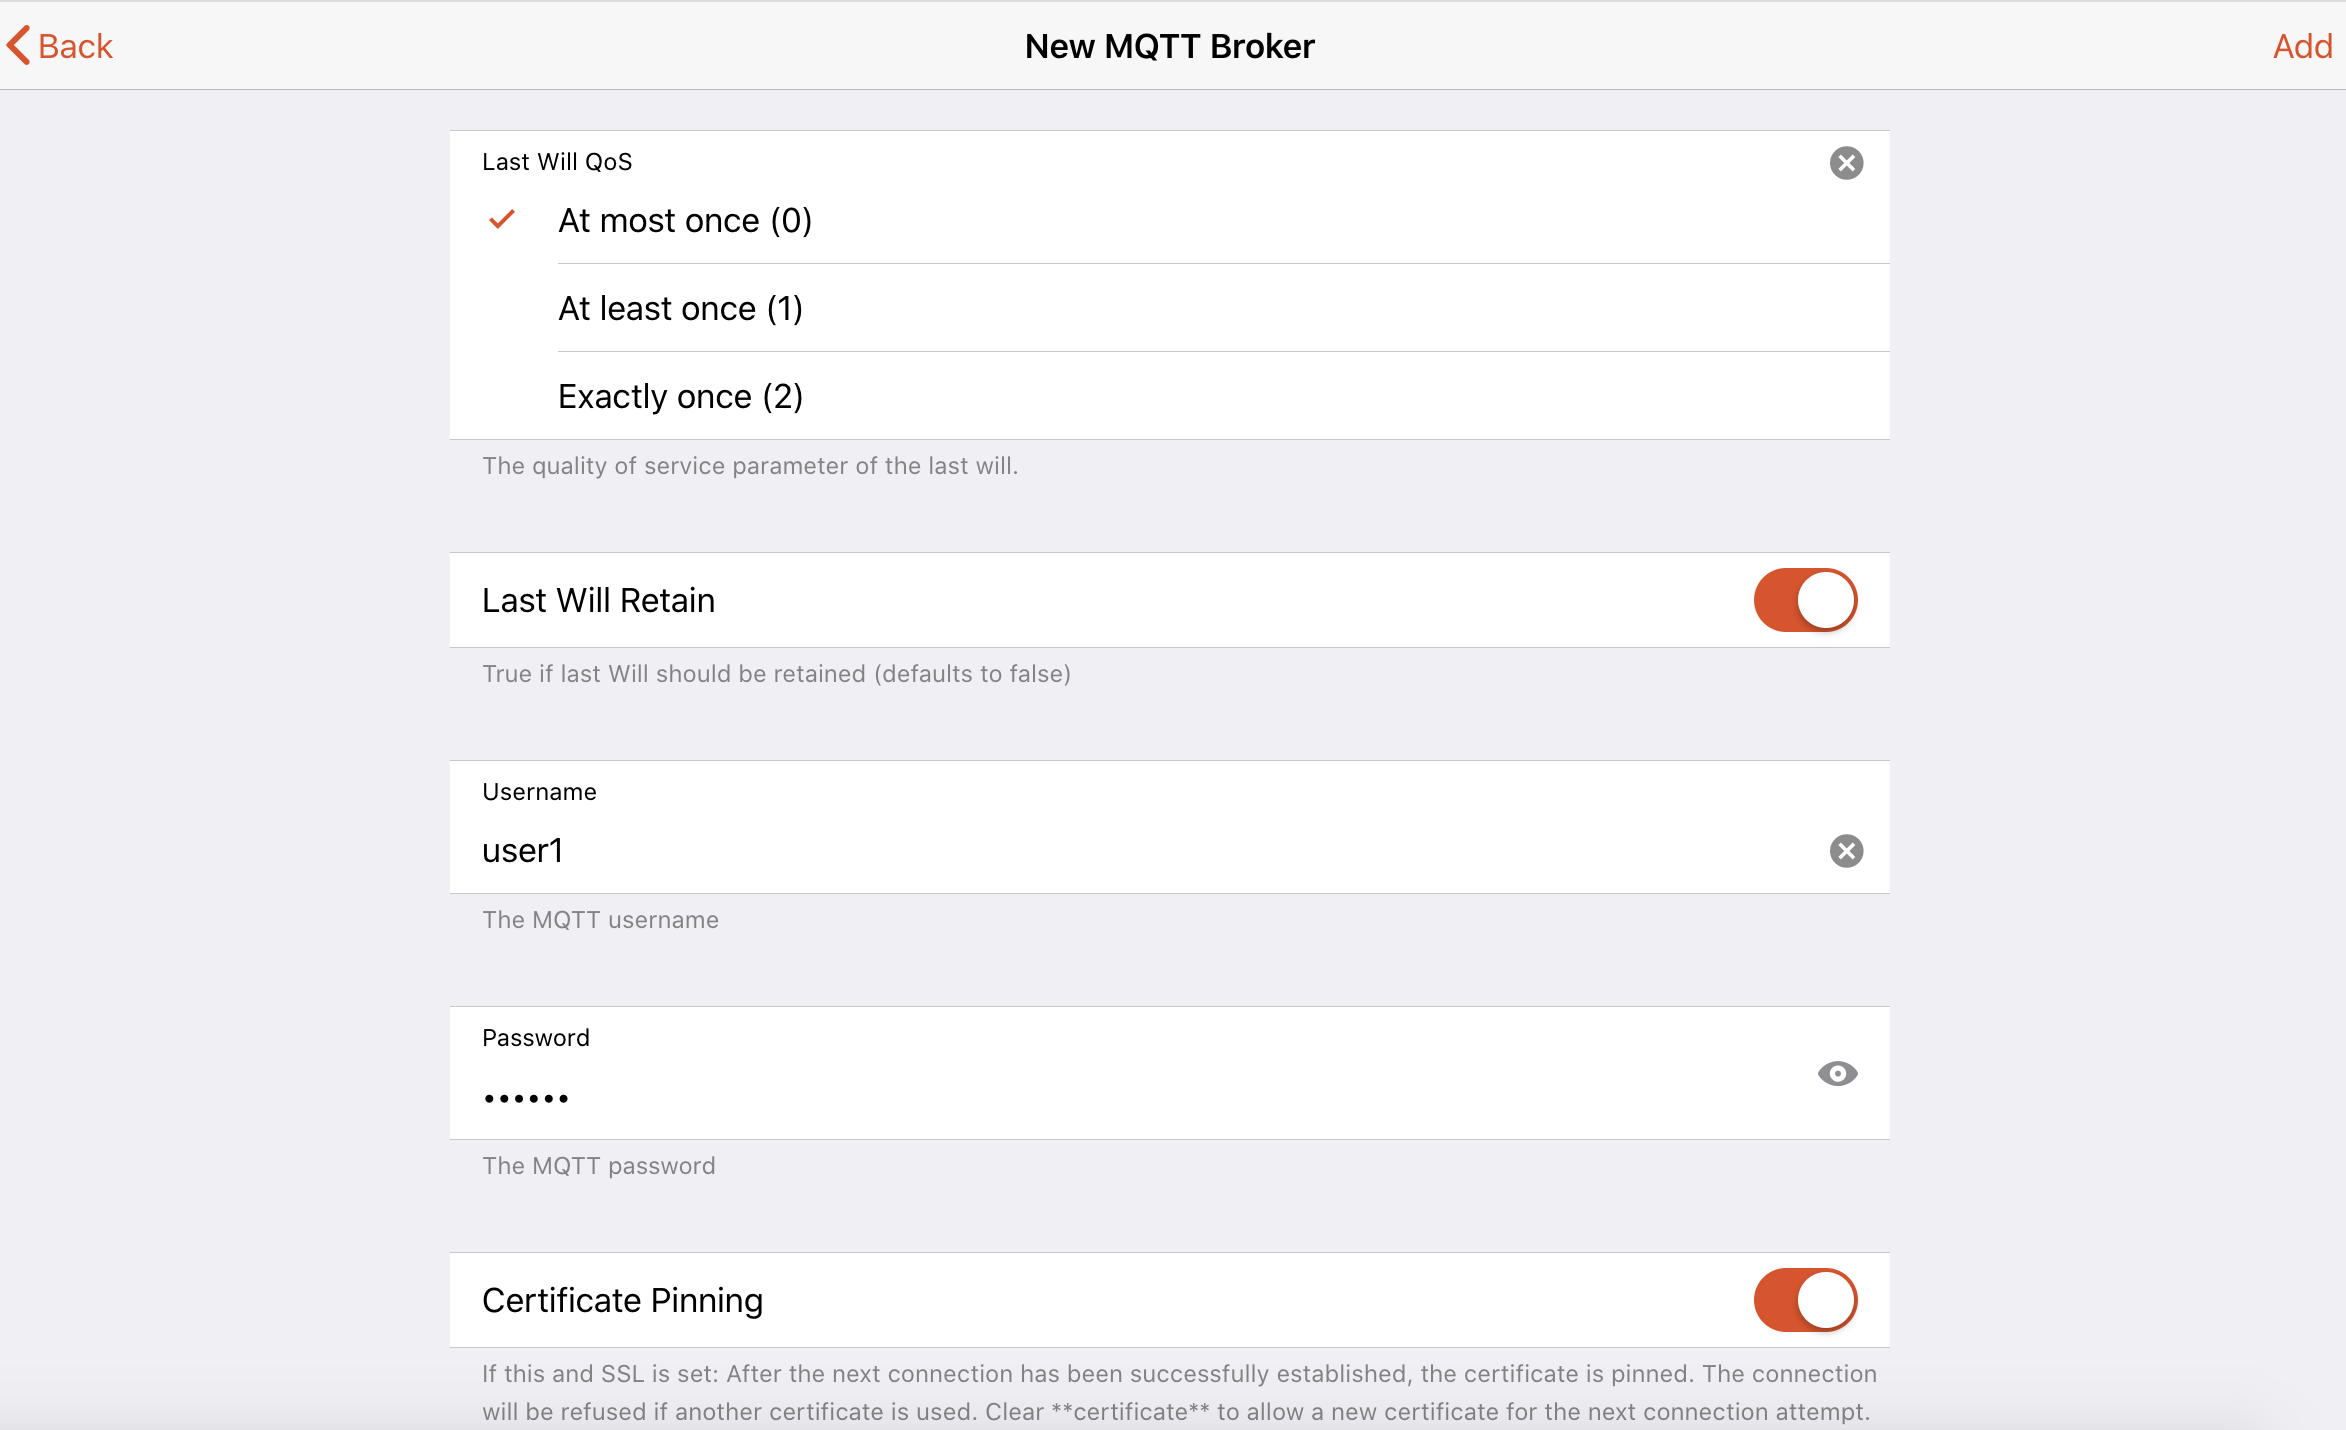 Back
New MQTT Broker
Add
Last Will QoS
At most once (0)
At least once (1)
Exactly once (2)
The quality of service parameter of the last will.
Last Will Retain
True if last Will should be retained (defaults to false)
Username
user1
The MQTT username
Password
••••••
The MQTT password
Certificate Pinning
If this and SSL is set: After the next connection has been successfully established, the certificate is pinned. The connection
will be refused if another certificate is used. Clear **certificate** to allow a new certificate for the next connection attempt.